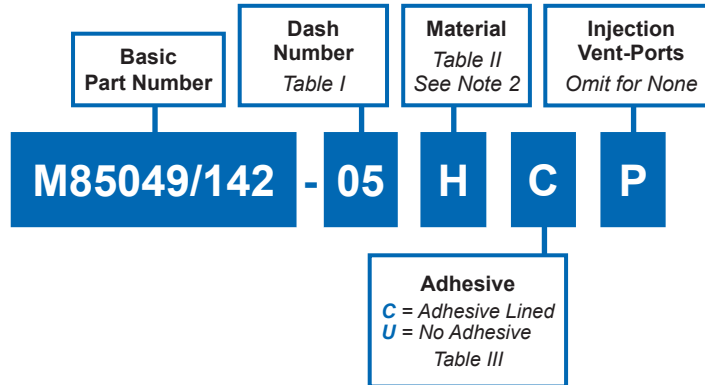 Basic
Part Number
Dash
Number
Table I
Material
Table II
See Note 2
Injection
Vent-Ports
Omit for None
M85049/142 - 05 H C P
Adhesive
C = Adhesive Lined
U = No Adhesive
Table III